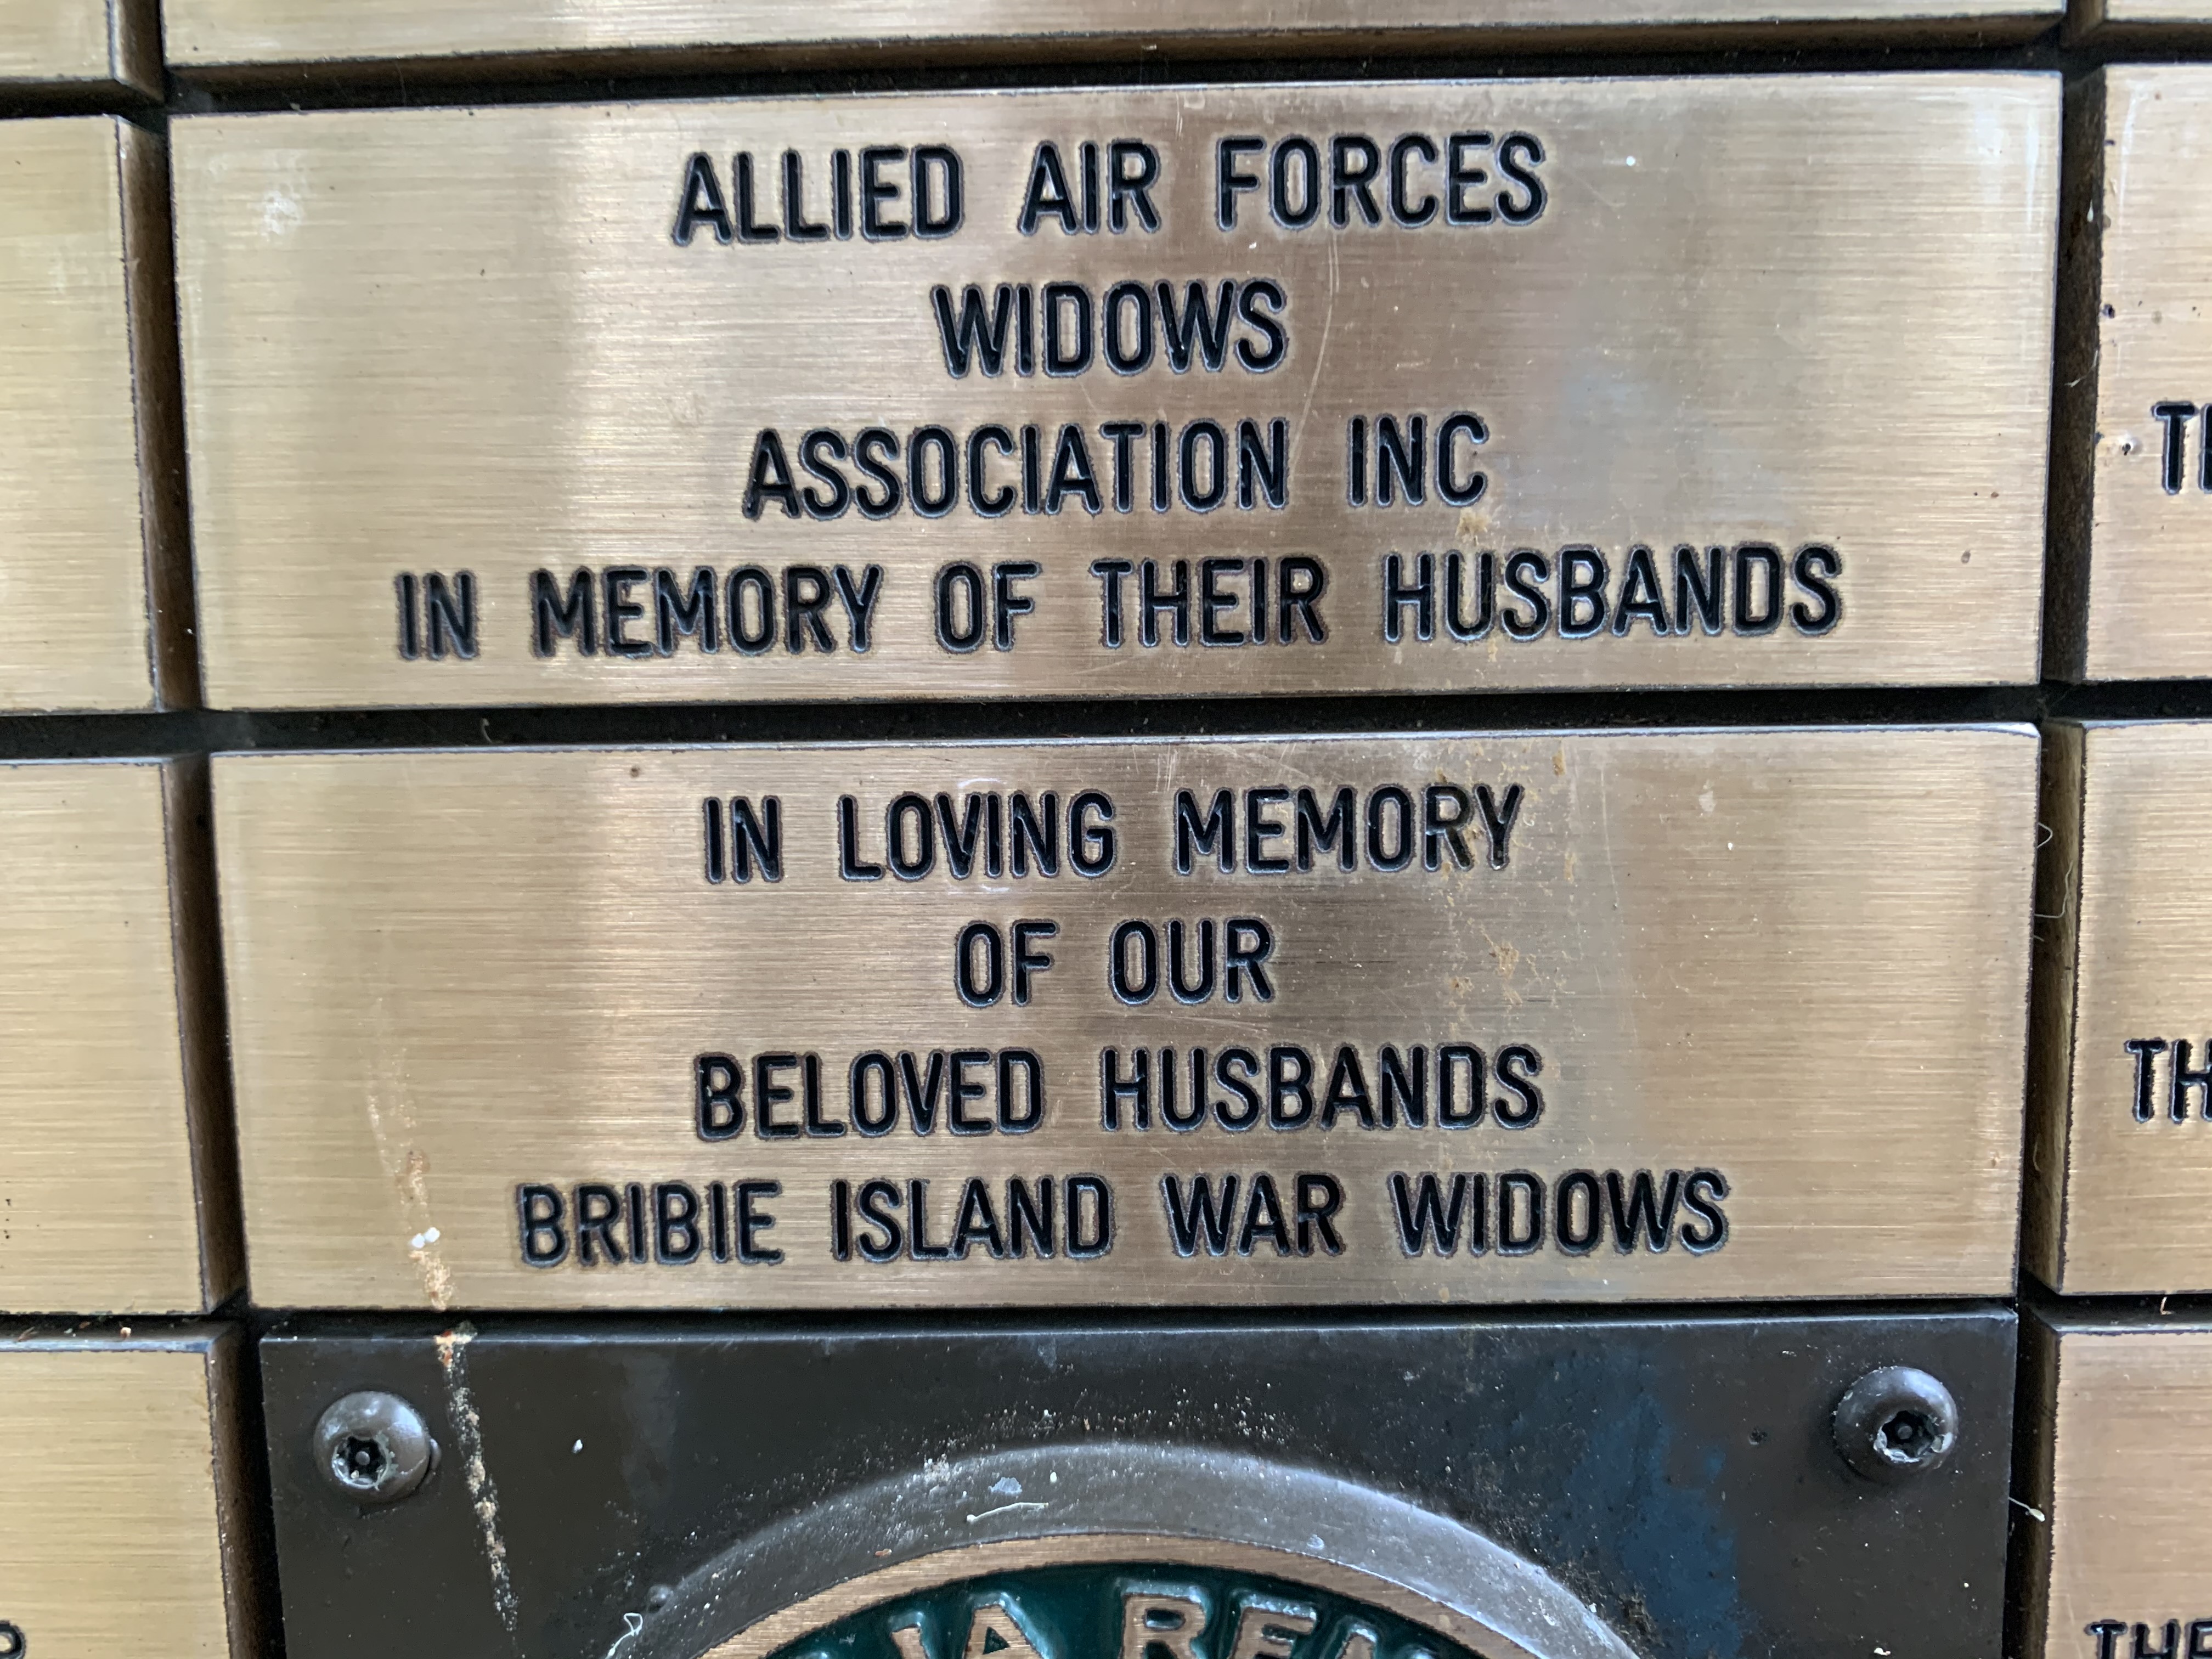 ALLIED AIR FORCES
WIDOWS
ASSOCIATION INC
IN MEMORY OF THEIR HUSBANDS
IN LOVING MEMORY
OF OUR
BELOVED HUSBANDS
BRIBIE ISLAND WAR WIDOWS